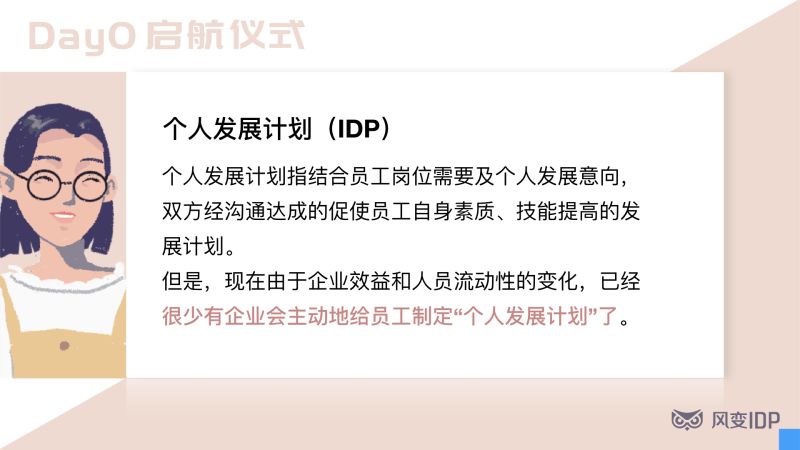 Day0 启航仪式
个人发展计划（IDP）
个人发展计划指结合员工岗位需要及个人发展意向，
双方经沟通达成的促使员工自身素质、技能提高的发
展计划。
但是，现在由于企业效益和人员流动性的变化，已经
很少有企业会主动地给员工制定“个人发展计划”了。
风变IDP